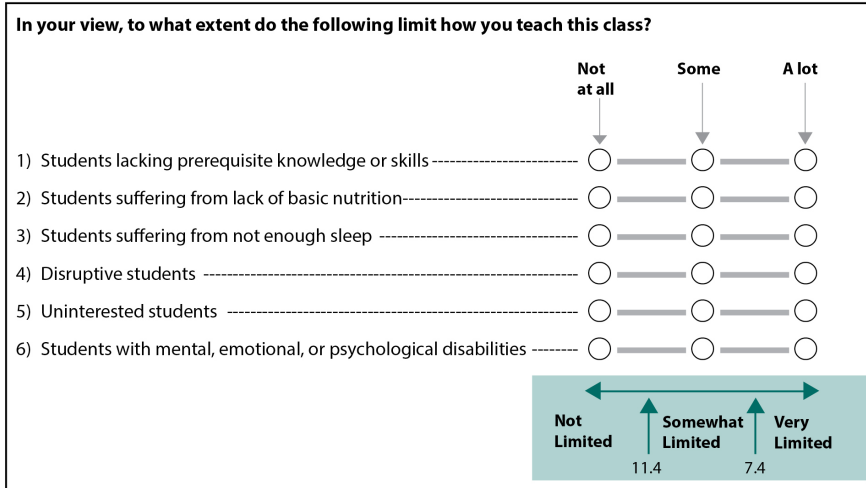 In your view, to what extent do the following limit how you teach this class?
Not at all
Some
A lot
1) Students lacking prerequisite knowledge or skills
2) Students suffering from lack of basic nutrition
3) Students suffering from not enough sleep
4) Disruptive students
5) Uninterested students
6) Students with mental, emotional, or psychological disabilities
Not
Limited
Somewhat
Limited
Very
Limited
11.4
7.4